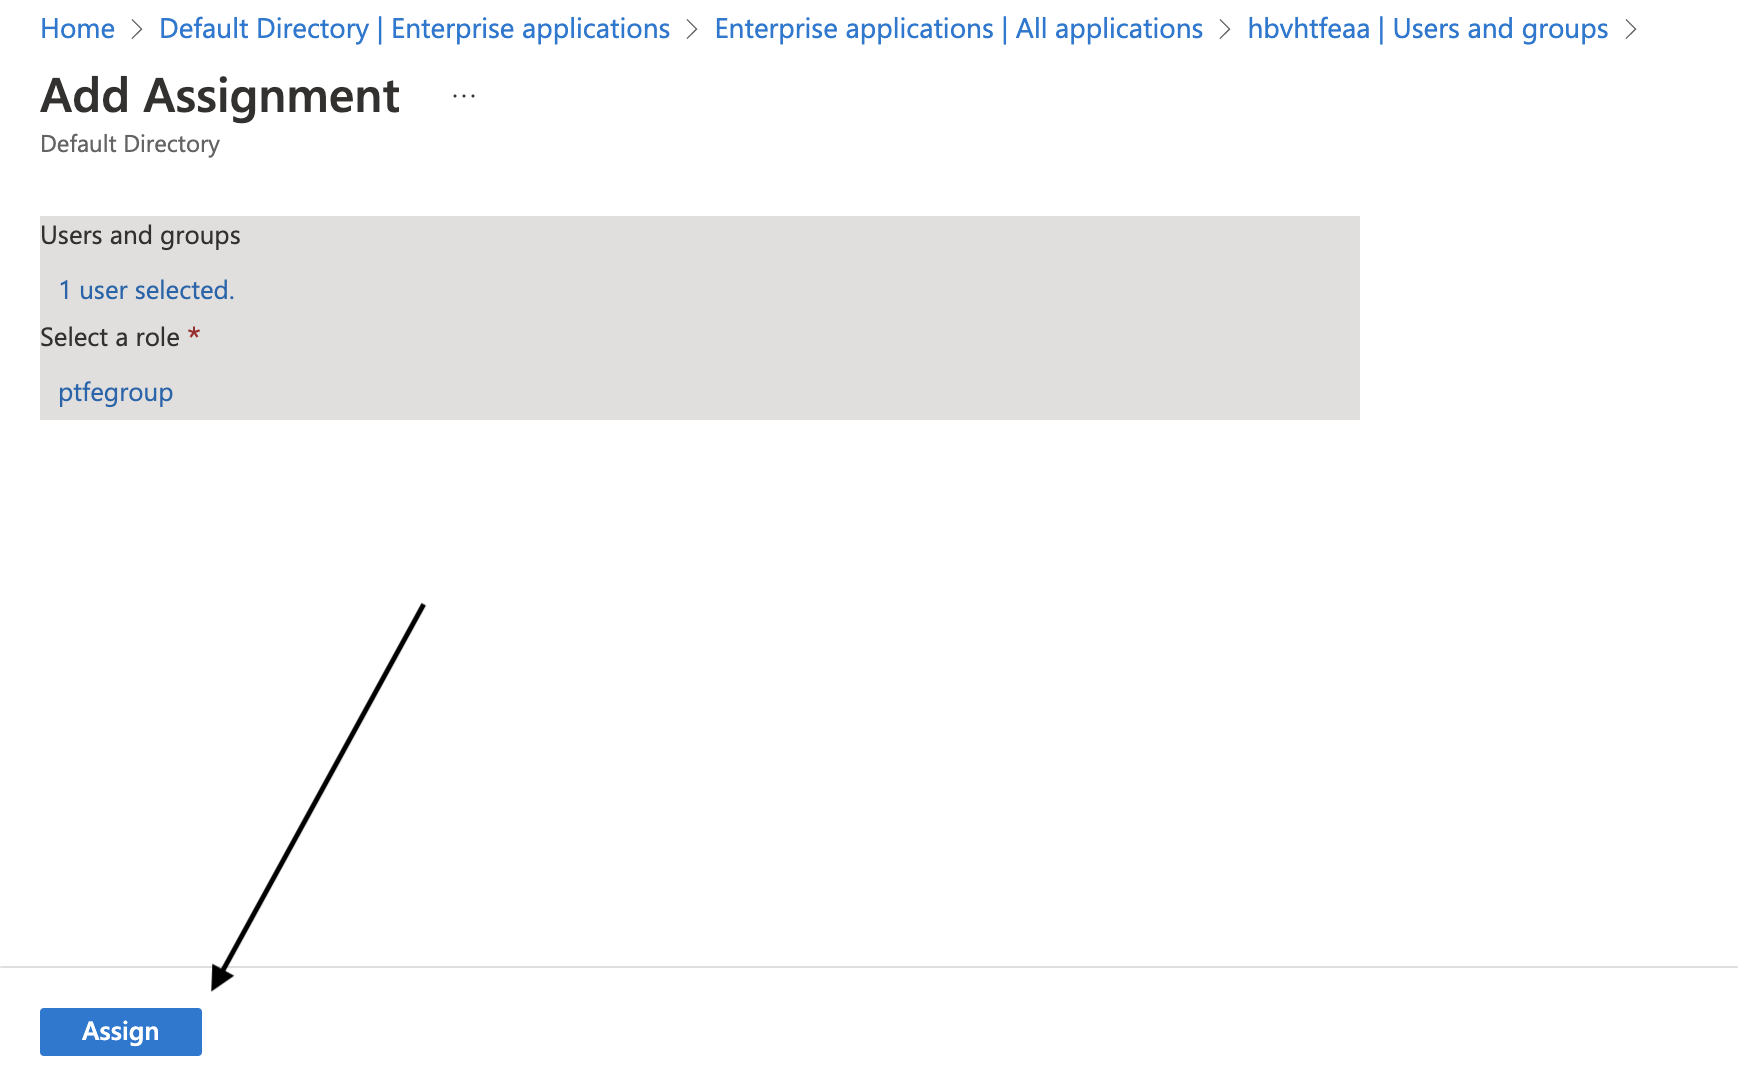 Home > Default Directory | Enterprise applications > Enterprise applications | All applications > hbvhtfeaa | Users and groups >
Add Assignment ...
Default Directory
Users and groups
1 user selected.
Select a role *
ptfegroup
Assign